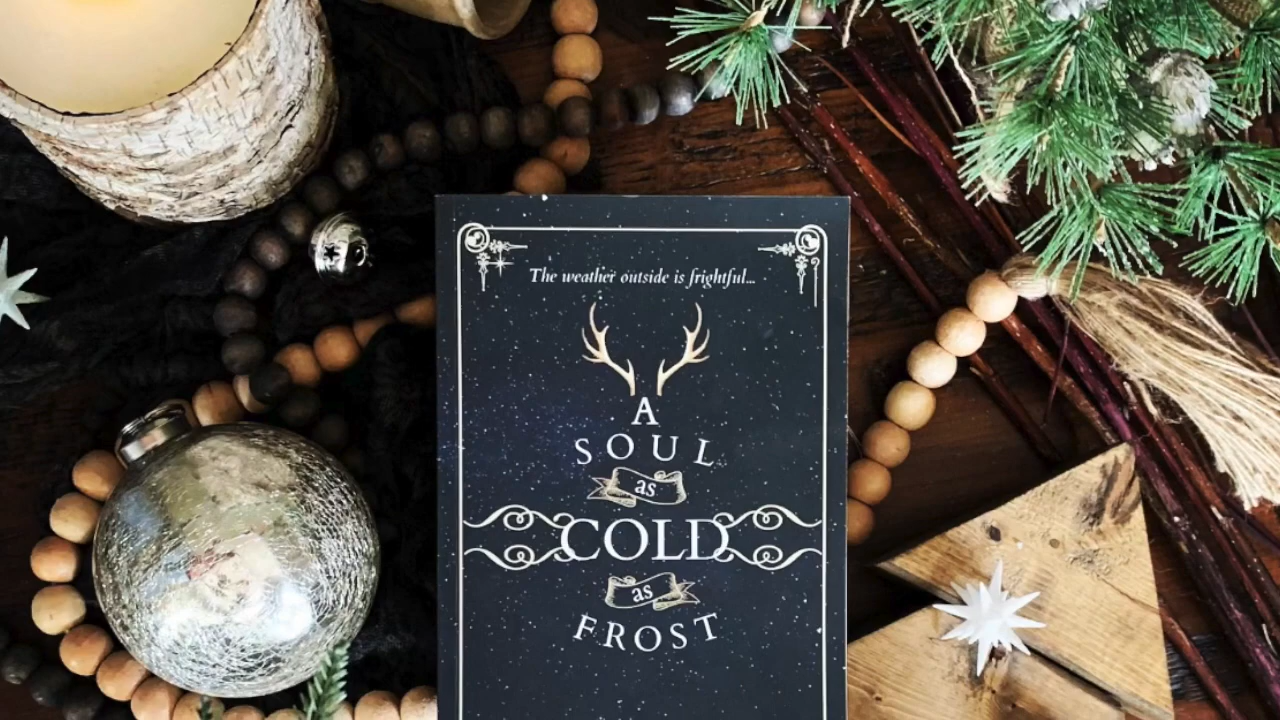 The weather outside is frightful...
A
SOUL
as
COLD
as
FROST